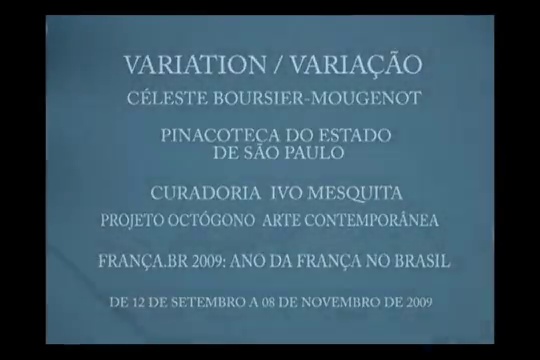 VARIATION / VARIAÇÃO
CÉLESTE BOURSIER-MOUGENOT
PINACOTECA DO ESTADO
DE SÃO PAULO
CURADORIA IVO MESQUITA
PROJETO OCTÓGONO ARTE CONTEMPORÂNEA
FRANÇA.BR 2009: ANO DA FRANÇA NO BRASIL
DE 12 DE SETEMBRO A 08 DE NOVEMBRO DE 2009